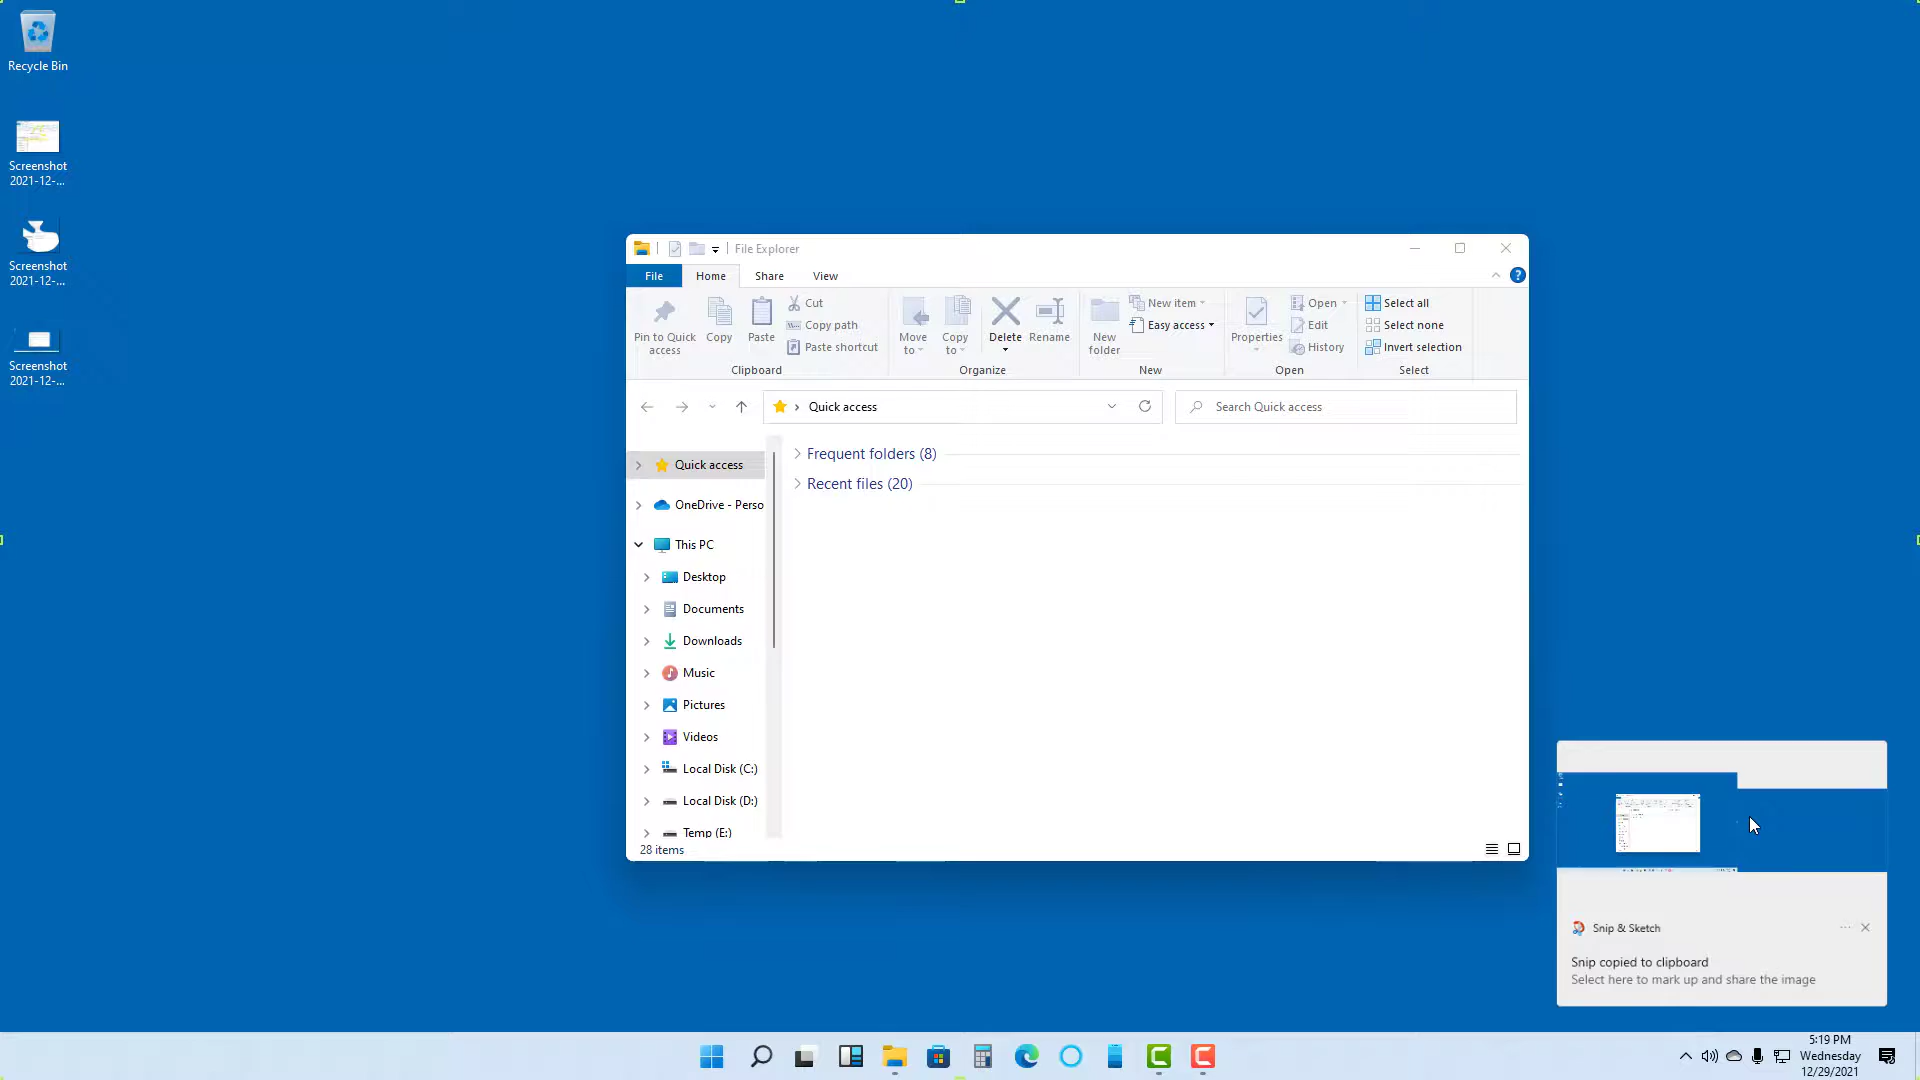 Recycle Bin
Screenshot
2021-12-...
Screenshot
2021-12-...
Screenshot
2021-12-...
File Explorer
File Home Share View
Pin to Quick
access
Copy
Paste
Cut
Copy path
Paste shortcut
Clipboard
Move
to
Copy
to
Delete
Rename
Organize
New
folder
New item
Easy access
New
Properties
Open
Edit
History
Open
Select all
Select none
Invert selection
Select
Quick access
Search Quick access
Quick access
OneDrive - Perso
This PC
Desktop
Documents
Downloads
Music
Pictures
Videos
Local Disk (C:)
Local Disk (D:)
Temp (E:)
Frequent folders (8)
Recent files (20)
28 items
Snip & Sketch
Snip copied to clipboard
Select here to mark up and share the image
5:19 PM
Wednesday
12/29/2021